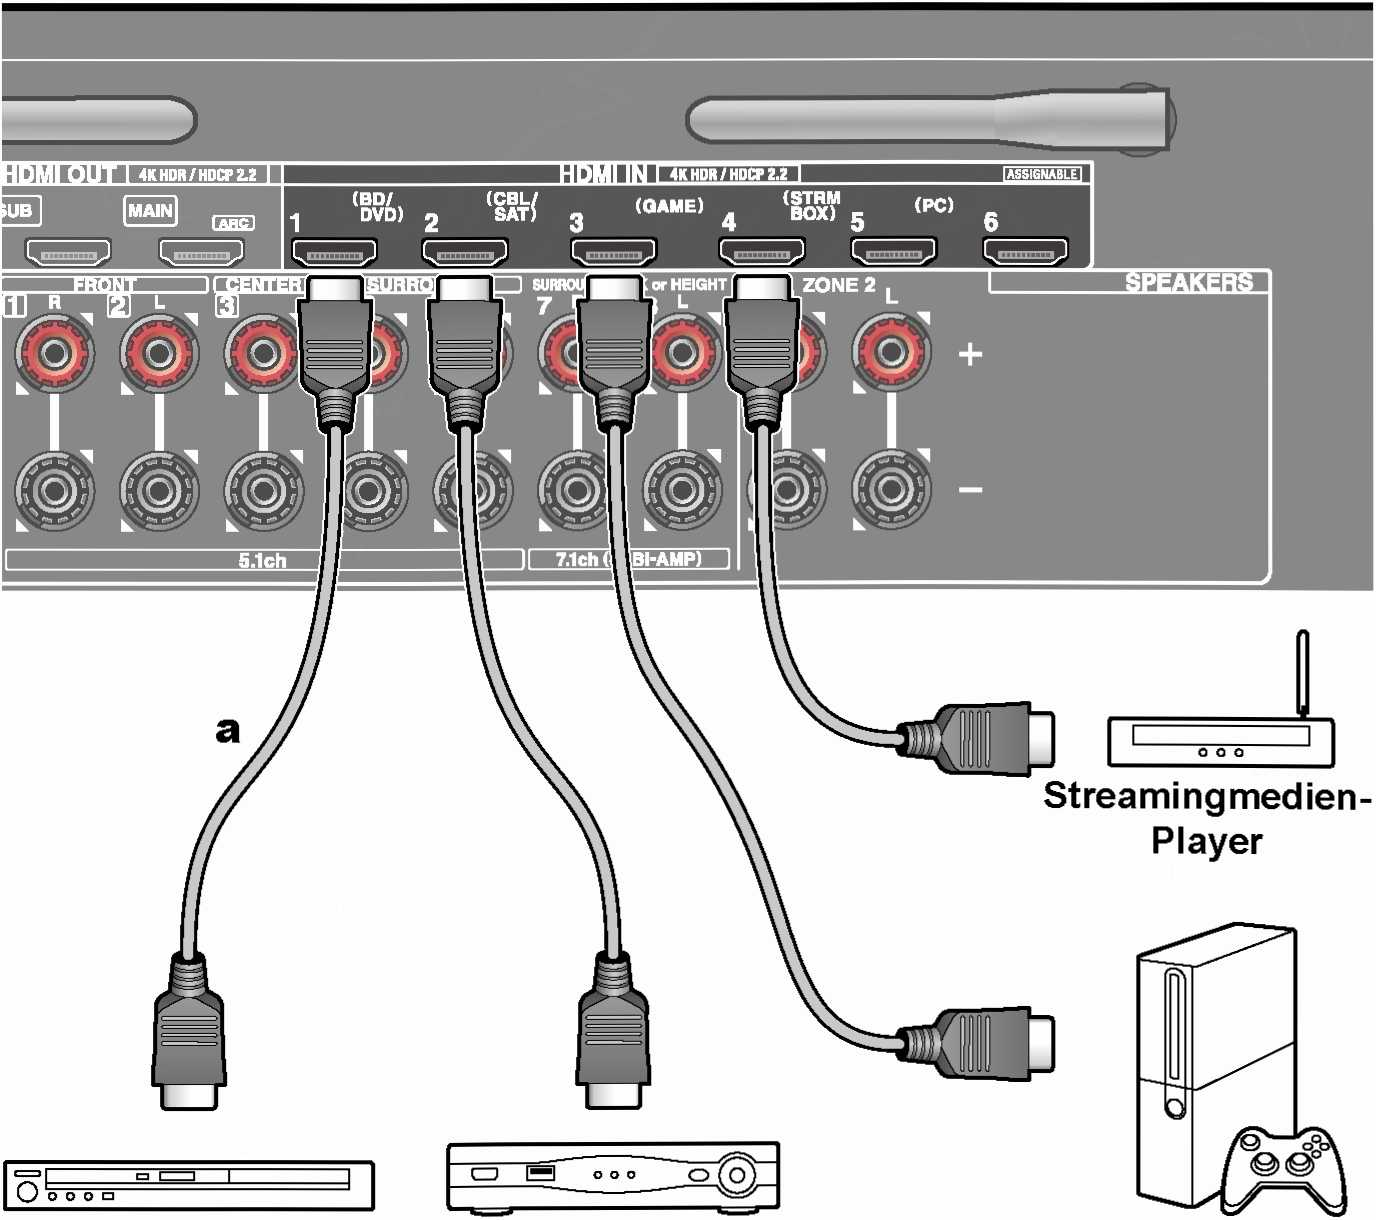 HDMI OUT 4K HDR / HDCP 2.2 HDMI IN 4K HDR / HDCP 2.2 ASSIGNABLE
SUB MAIN ARC 1 (BD/ DVD) 2 (CBL/ SAT) 3 (GAME) 4 (STRM BOX) 5 (PC) 6
FRONT CENTER ZONE 2 SPEAKERS
1 R 2 L 3 7 or HEIGHT L L
+
−
5.1ch 7.1ch ( BI-AMP)
a
Streamingmedien-
Player